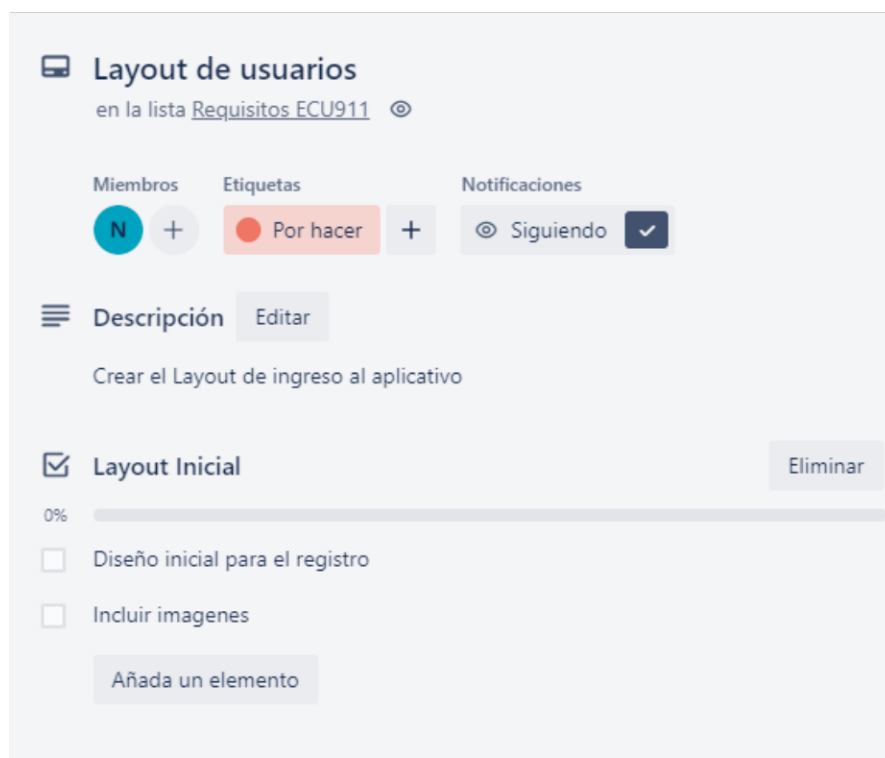 Layout de usuarios
en la lista Requisitos ECU911
Miembros Etiquetas Notificaciones
N + Por hacer + Siguiendo
Descripción Editar
Crear el Layout de ingreso al aplicativo
Layout Inicial Eliminar
0%
Diseño inicial para el registro
Incluir imagenes
Añada un elemento